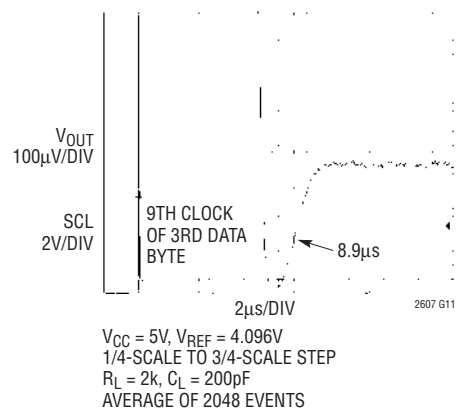 VOUT
100µV/DIV
SCL
2V/DIV
9TH CLOCK
OF 3RD DATA
BYTE
8.9µs
2µs/DIV
2607 G11
VCC = 5V, VREF = 4.096V
1/4-SCALE TO 3/4-SCALE STEP
RL = 2k, CL = 200pF
AVERAGE OF 2048 EVENTS